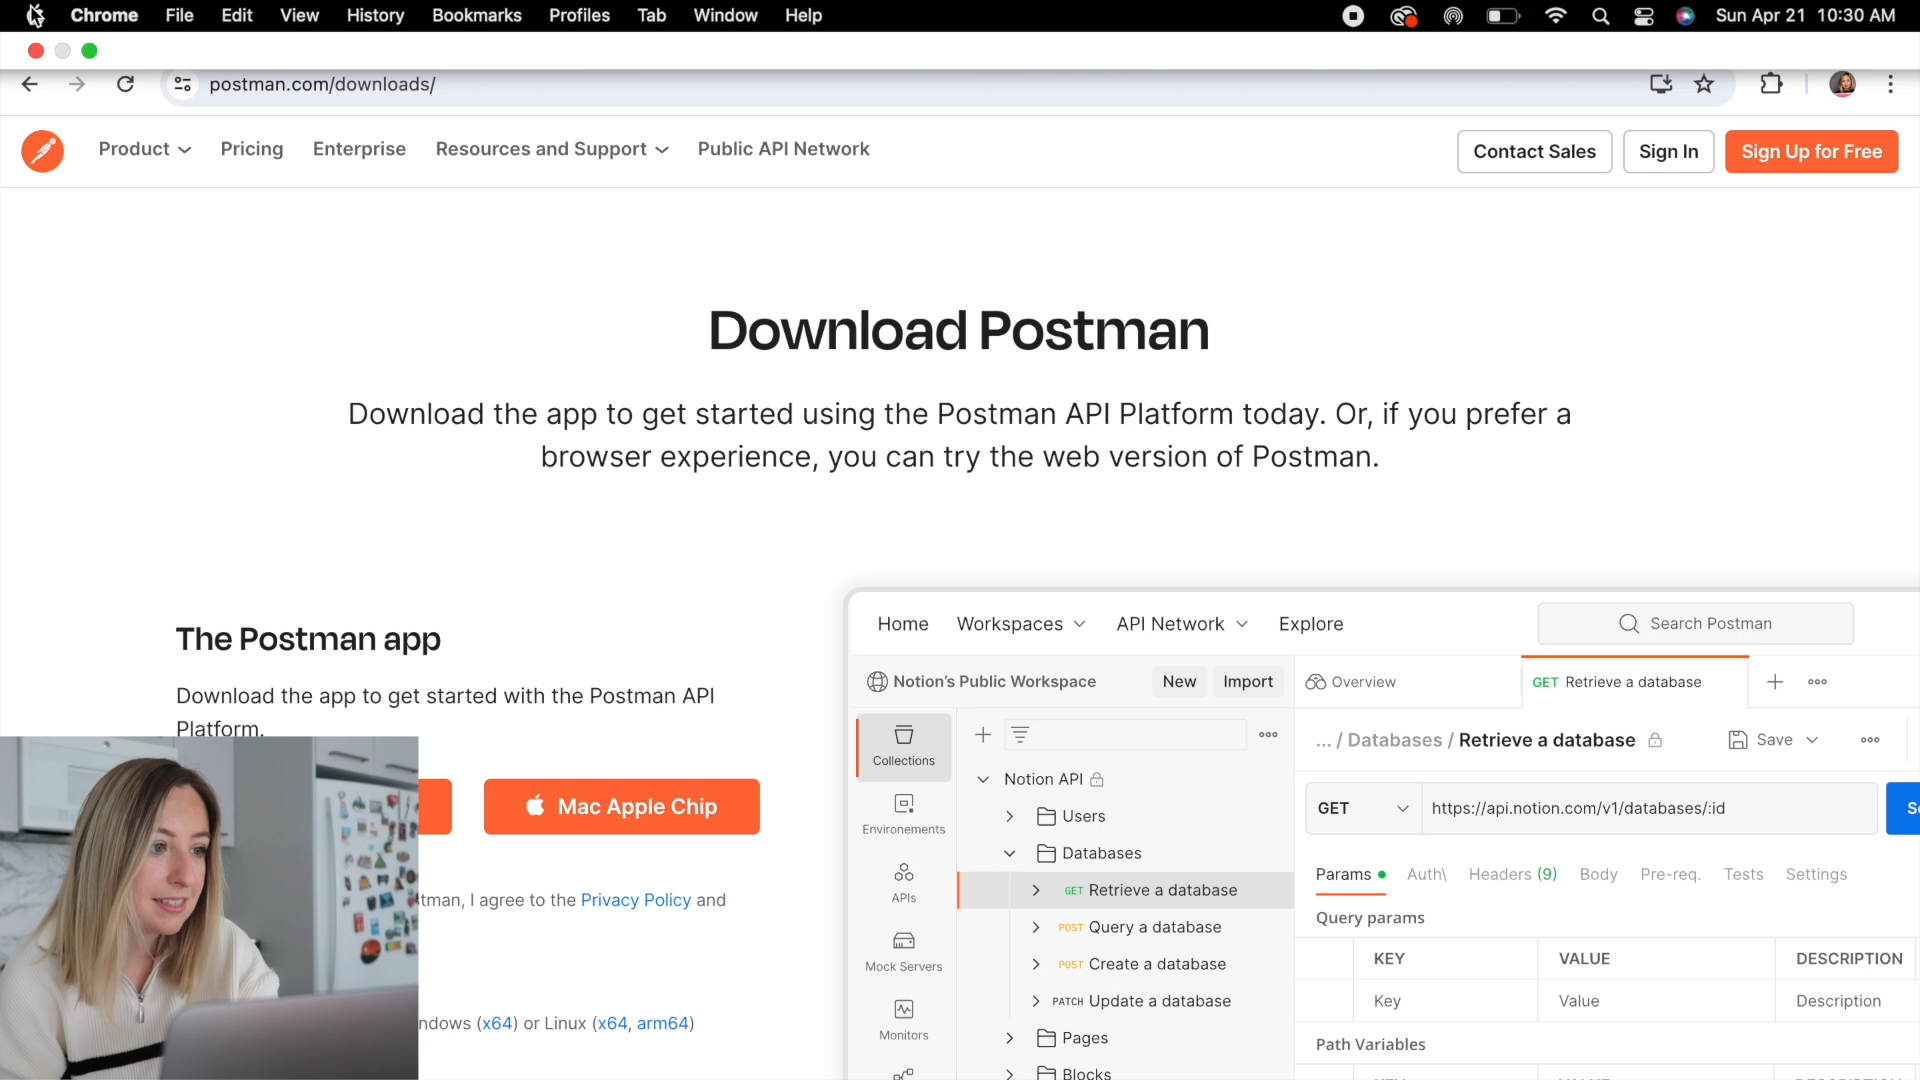 Chrome File Edit View History Bookmarks Profiles Tab Window Help Sun Apr 21 10:30 AM
postman.com/downloads/
Product Pricing Enterprise Resources and Support Public API Network Contact Sales Sign In Sign Up for Free
Download Postman
Download the app to get started using the Postman API Platform today. Or, if you prefer a
browser experience, you can try the web version of Postman.
The Postman app
Download the app to get started with the Postman API
Platform.
Mac Apple Chip
tman, I agree to the Privacy Policy and
ndows (x64) or Linux (x64, arm64)
Home Workspaces API Network Explore Search Postman
Notion's Public Workspace New Import Overview GET Retrieve a database
Collections
Environements
APIs
Mock Servers
Monitors
Notion API
Users
Databases
GET Retrieve a database
POST Query a database
POST Create a database
PATCH Update a database
Pages
Blocks
... / Databases / Retrieve a database Save
GET https://api.notion.com/v1/databases/:id
Params Auth\ Headers (9) Body Pre-req. Tests Settings
Query params
KEY VALUE DESCRIPTION
Key Value Description
Path Variables